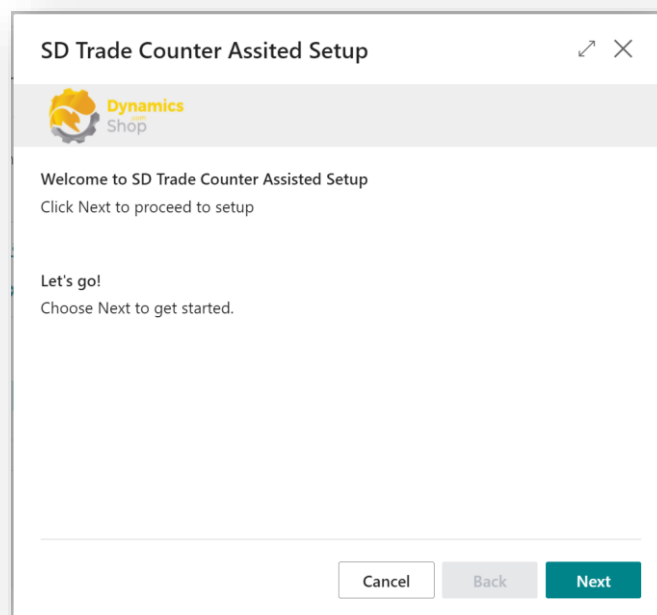 SD Trade Counter Assited Setup
Dynamics
.com
Shop
Welcome to SD Trade Counter Assisted Setup
Click Next to proceed to setup
Let's go!
Choose Next to get started.
Cancel Back Next